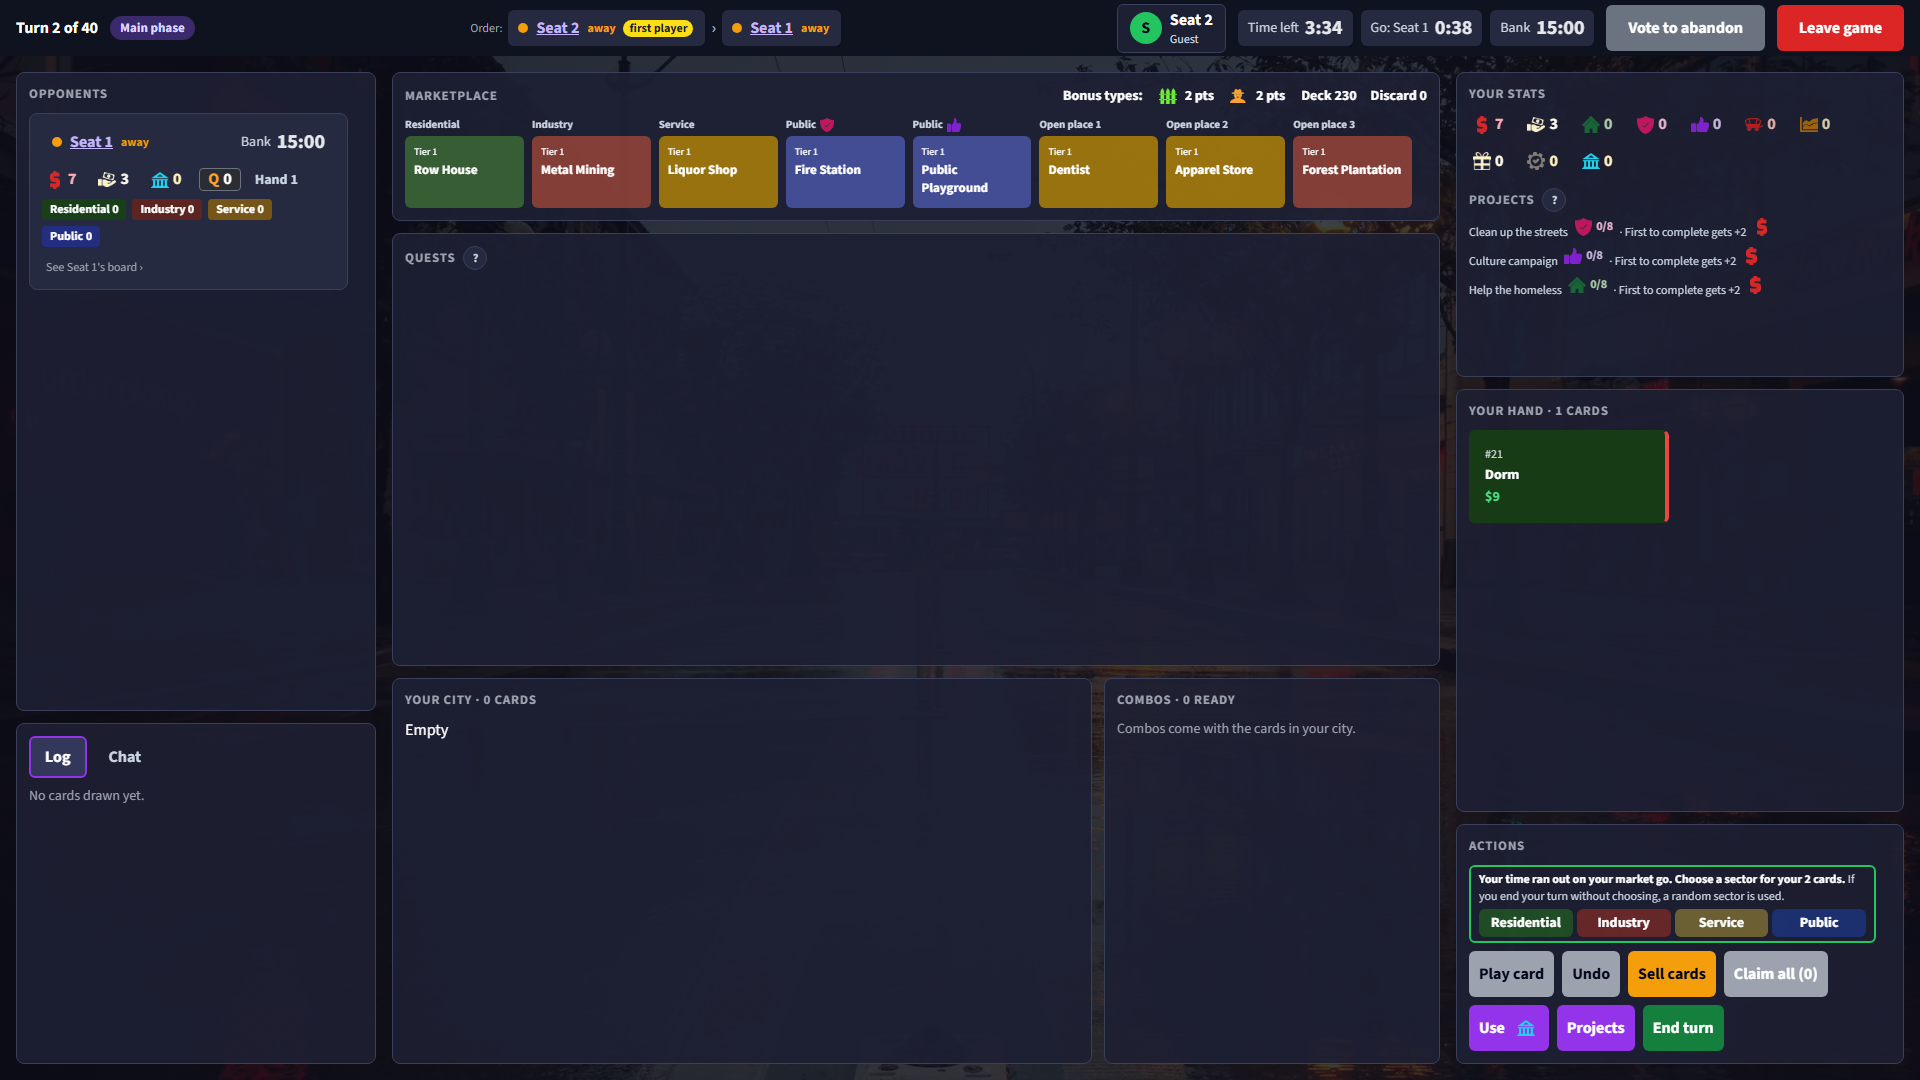 Turn 2 of 40
Main phase
Order:
Seat 2 away first player
›
Seat 1 away
S
Seat 2
Guest
Time left 3:34
Go: Seat 1 0:38
Bank 15:00
Vote to abandon
Leave game
OPPONENTS
Seat 1 away
Bank 15:00
7
3
0
Q 0
Hand 1
Residential 0
Industry 0
Service 0
Public 0
See Seat 1's board ›
Log
Chat
No cards drawn yet.
MARKETPLACE
Bonus types: 2 pts 2 pts Deck 230 Discard 0
Residential
Tier 1
Row House
Industry
Tier 1
Metal Mining
Service
Tier 1
Liquor Shop
Public
Tier 1
Fire Station
Public
Tier 1
Public
Playground
Open place 1
Tier 1
Dentist
Open place 2
Tier 1
Apparel Store
Open place 3
Tier 1
Forest Plantation
QUESTS ?
YOUR CITY · 0 CARDS
Empty
COMBOS · 0 READY
Combos come with the cards in your city.
YOUR STATS
$ 7 3 0 0 0 0 0
0 0 0
PROJECTS ?
Clean up the streets 0/8 · First to complete gets +2 $
Culture campaign 0/8 · First to complete gets +2 $
Help the homeless 0/8 · First to complete gets +2 $
YOUR HAND · 1 CARDS
#21
Dorm
$9
ACTIONS
Your time ran out on your market go. Choose a sector for your 2 cards. If
you end your turn without choosing, a random sector is used.
Residential
Industry
Service
Public
Play card
Undo
Sell cards
Claim all (0)
Use
Projects
End turn